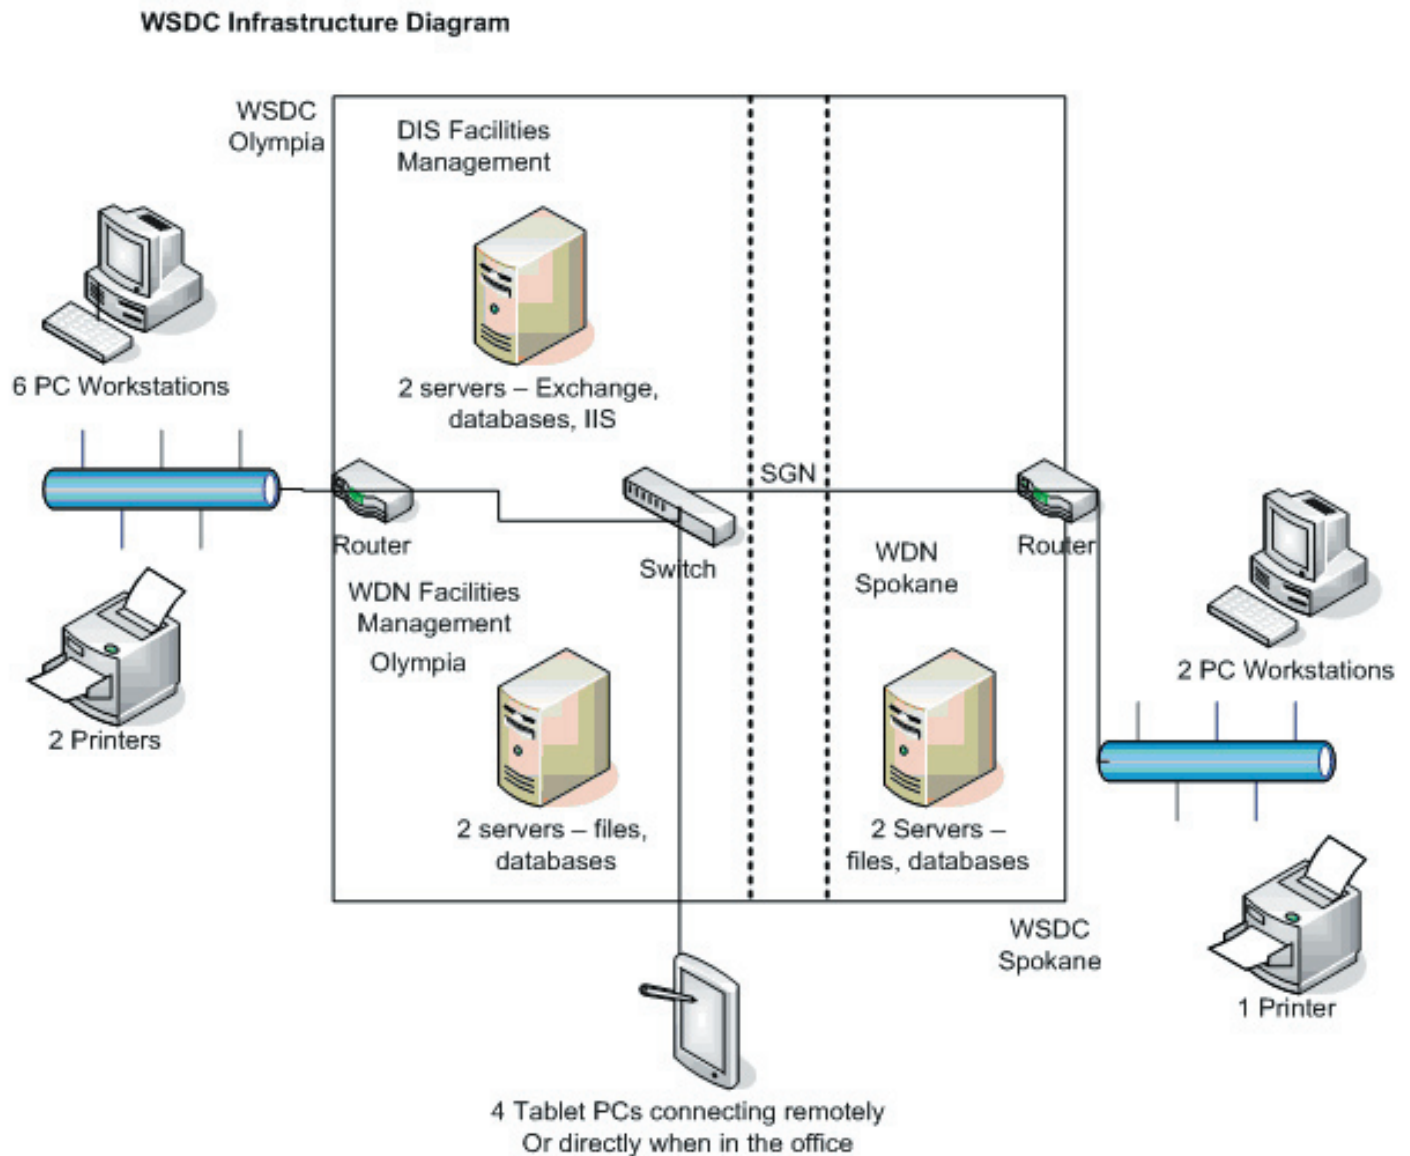 WSDC Infrastructure Diagram
WSDC
Olympia
DIS Facilities
Management
6 PC Workstations
2 servers – Exchange,
databases, IIS
SGN
Router
Switch
WDN
Spokane
Router
WDN Facilities
Management
Olympia
2 PC Workstations
2 Printers
2 servers – files,
databases
2 Servers –
files, databases
WSDC
Spokane
1 Printer
4 Tablet PCs connecting remotely
Or directly when in the office